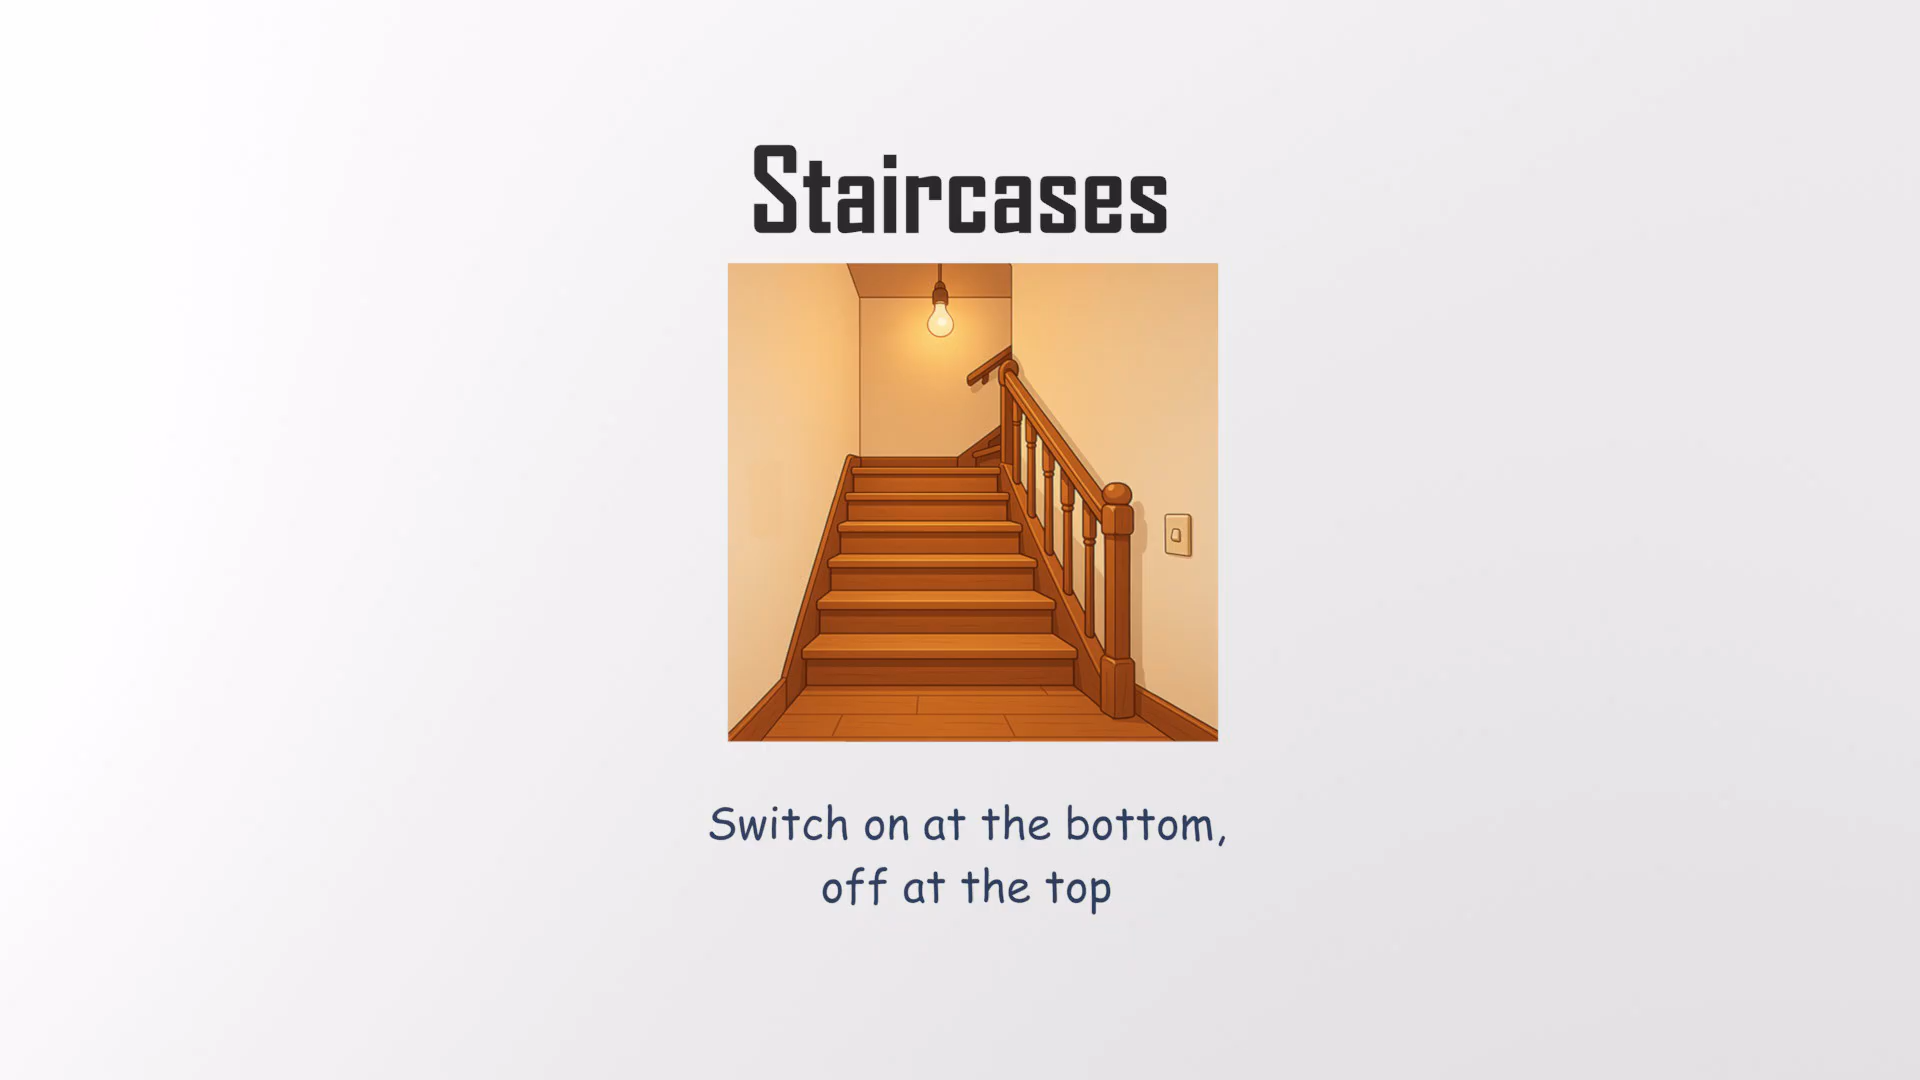 Staircases
Switch on at the bottom,
off at the top